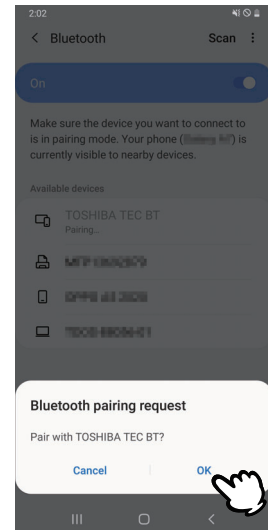 2:02
Bluetooth Scan
On
Make sure the device you want to connect to
is in pairing mode. Your phone ( ) is
currently visible to nearby devices.
Available devices
TOSHIBA TEC BT
Pairing...
Bluetooth pairing request
Pair with TOSHIBA TEC BT?
Cancel OK